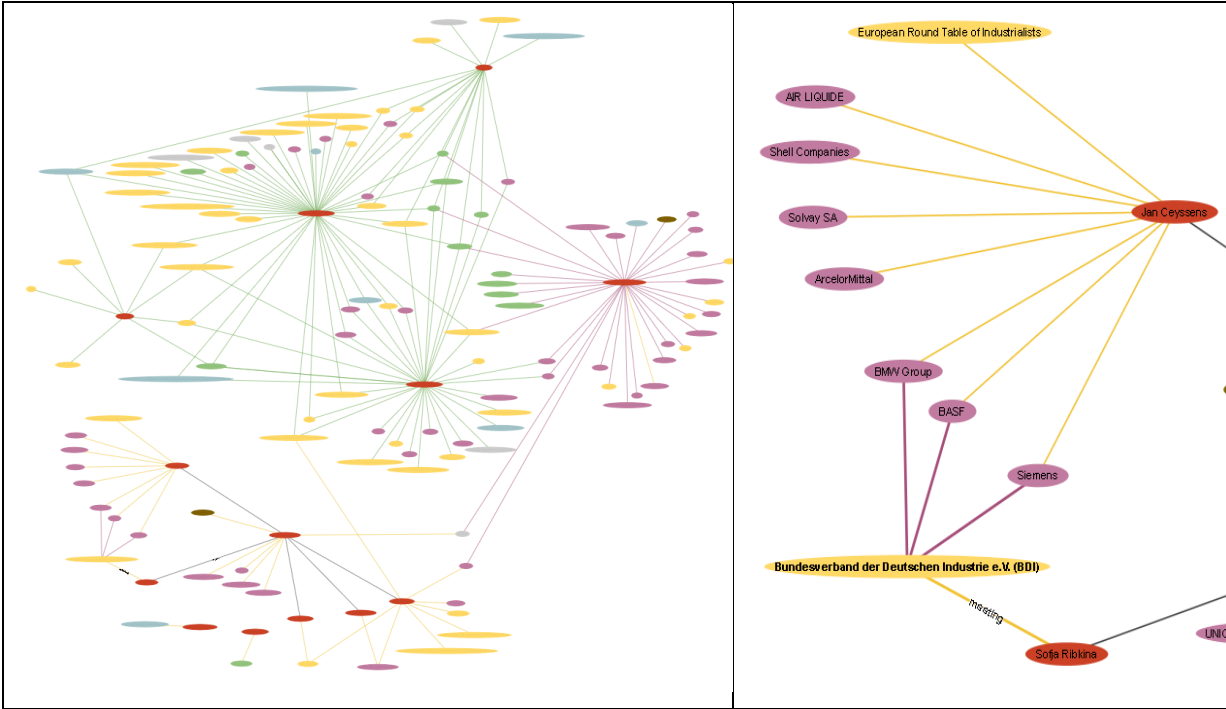 European Round Table of Industrialists
AIR LIQUIDE
Shell Companies
Jan Ceyssens
Solvay SA
ArcelorMittal
BMW Group
BASF
Siemens
Bundesverband der Deutschen Industrie e.V. (BDI)
meeting
Sofja Ribkina